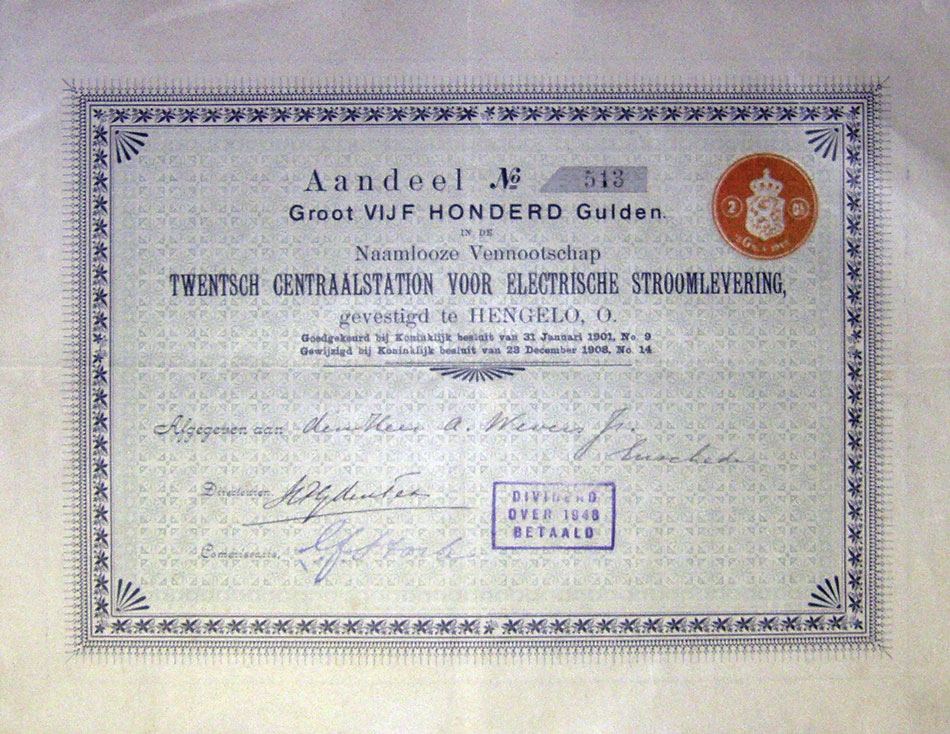 Aandeel No 513
Groot VIJF HONDERD Gulden.
IN DE
Naamlooze Vennootschap
TWENTSCH CENTRAALSTATION VOOR ELECTRISCHE STROOMLEVERING,
gevestigd te HENGELO, O.
Goedgekeurd bij Koninklijk besluit van 31 Januari 1901, No. 9
Gewijzigd bij Koninklijk besluit van 23 December 1908, No. 14
Afgegeven aan den Heer A. Wevers Jr.
Enschede
Directeuren
DIVIDEND
OVER 1948
BETAALD
Commissaris,
2